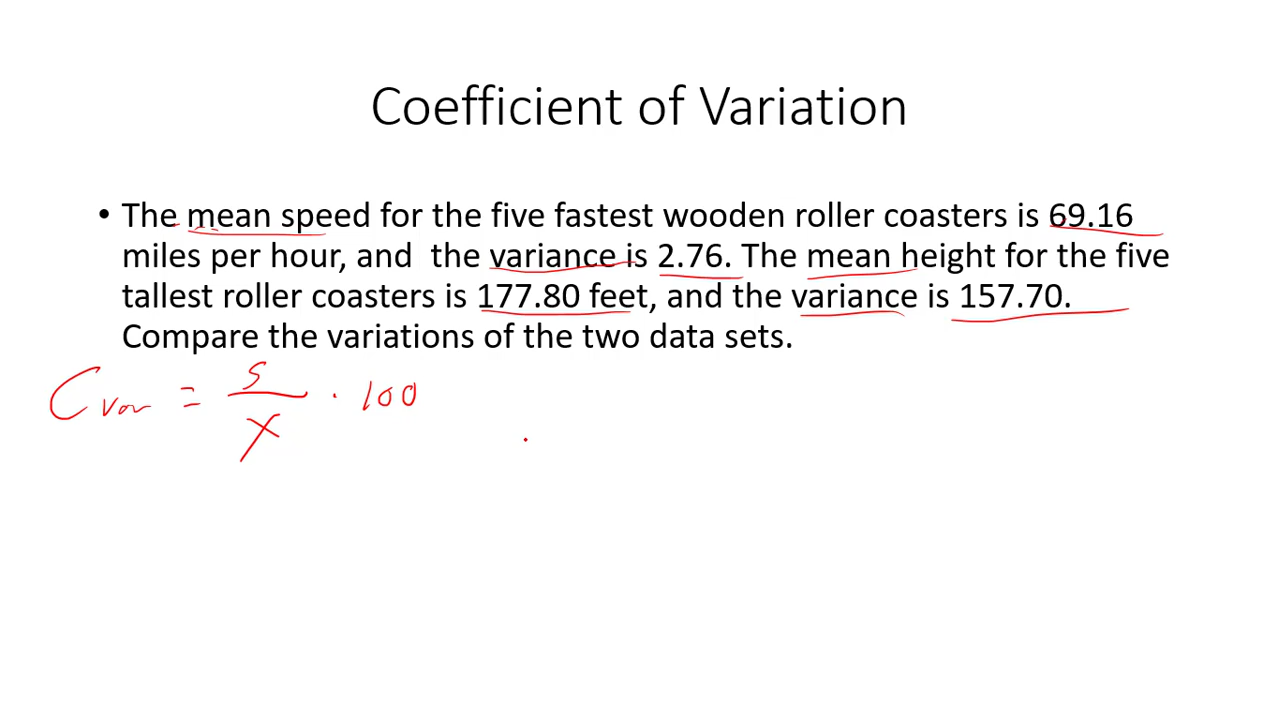 Coefficient of Variation
• The mean speed for the five fastest wooden roller coasters is 69.16
miles per hour, and the variance is 2.76. The mean height for the five
tallest roller coasters is 177.80 feet, and the variance is 157.70.
Compare the variations of the two data sets.
Cvar = s/X · 100